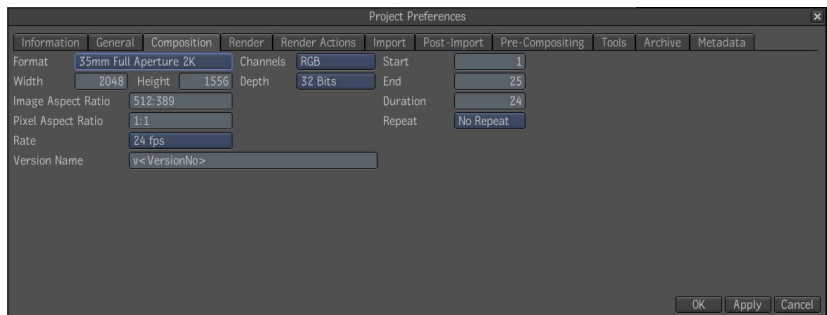 Project Preferences
Information General Composition Render Render Actions Import Post-Import Pre-Compositing Tools Archive Metadata
Format 35mm Full Aperture 2K Channels RGB Start 1
Width 2048 Height 1556 Depth 32 Bits End 25
Image Aspect Ratio 512:389 Duration 24
Pixel Aspect Ratio 1:1 Repeat No Repeat
Rate 24 fps
Version Name v<VersionNo>
OK Apply Cancel